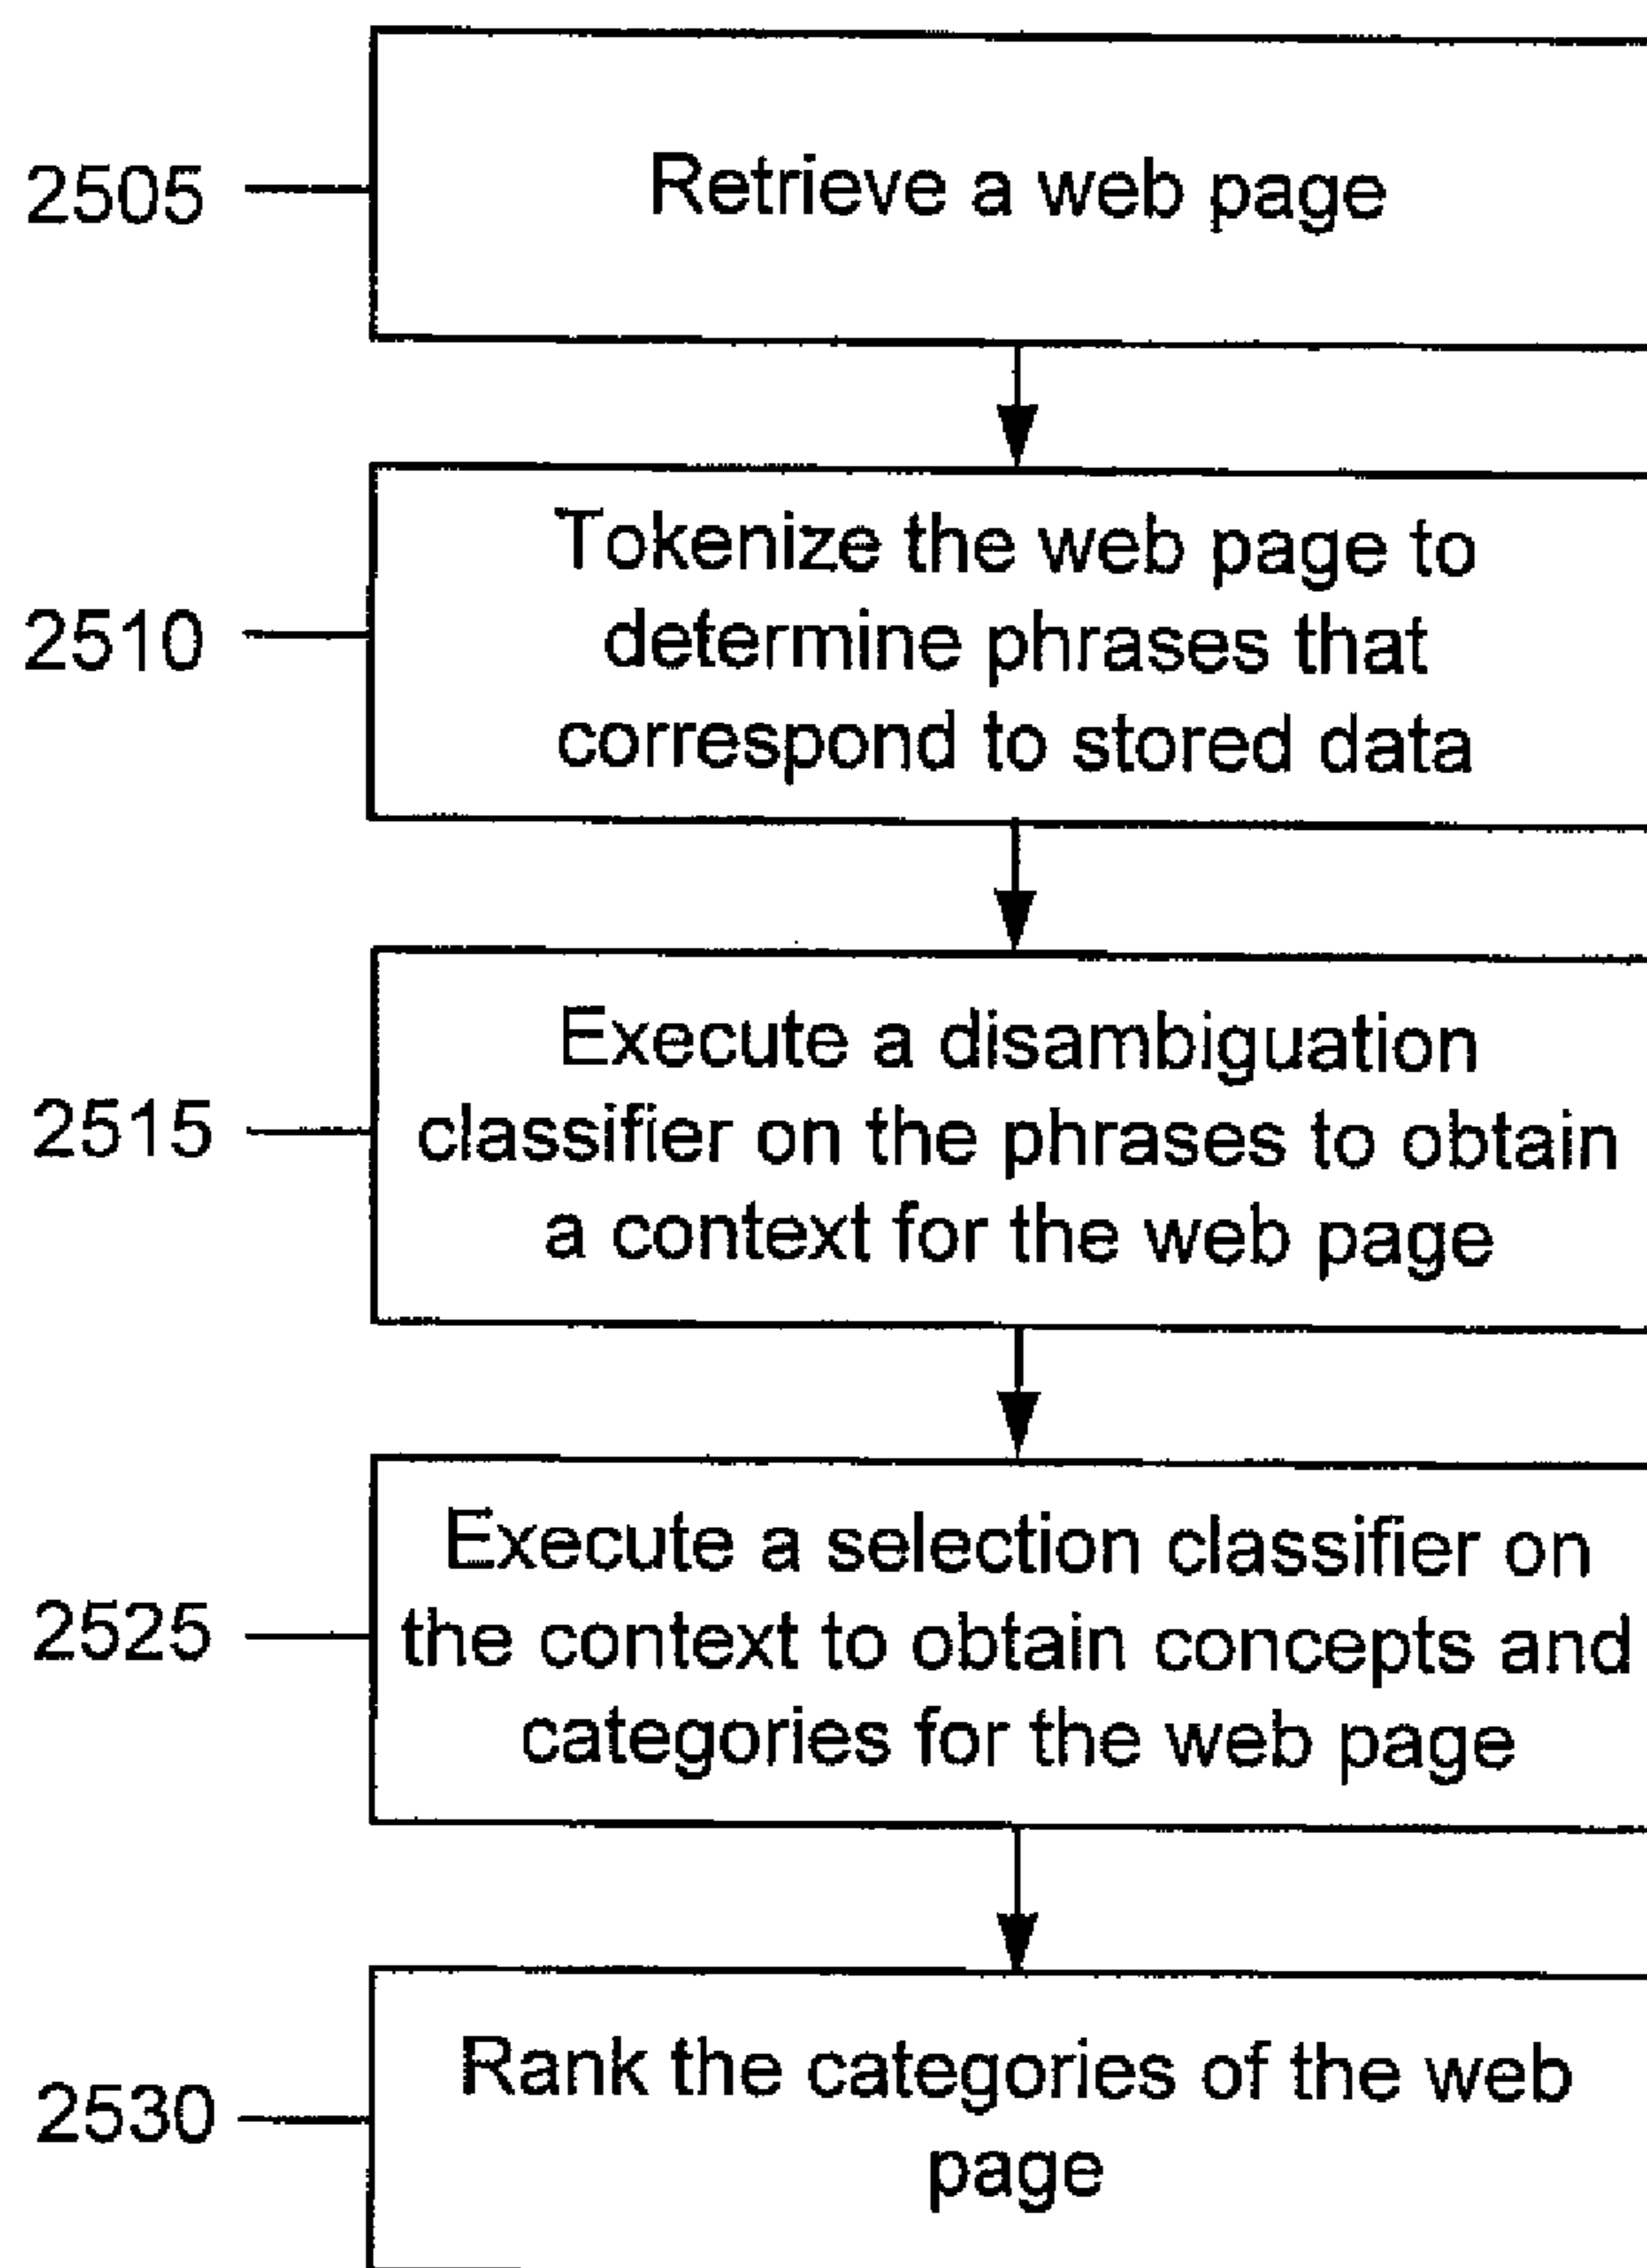 2505
Retrieve a web page
2510
Tokenize the web page to
determine phrases that
correspond to stored data
2515
Execute a disambiguation
classifier on the phrases to obtain
a context for the web page
2525
Execute a selection classifier on
the context to obtain concepts and
categories for the web page
2530
Rank the categories of the web
page